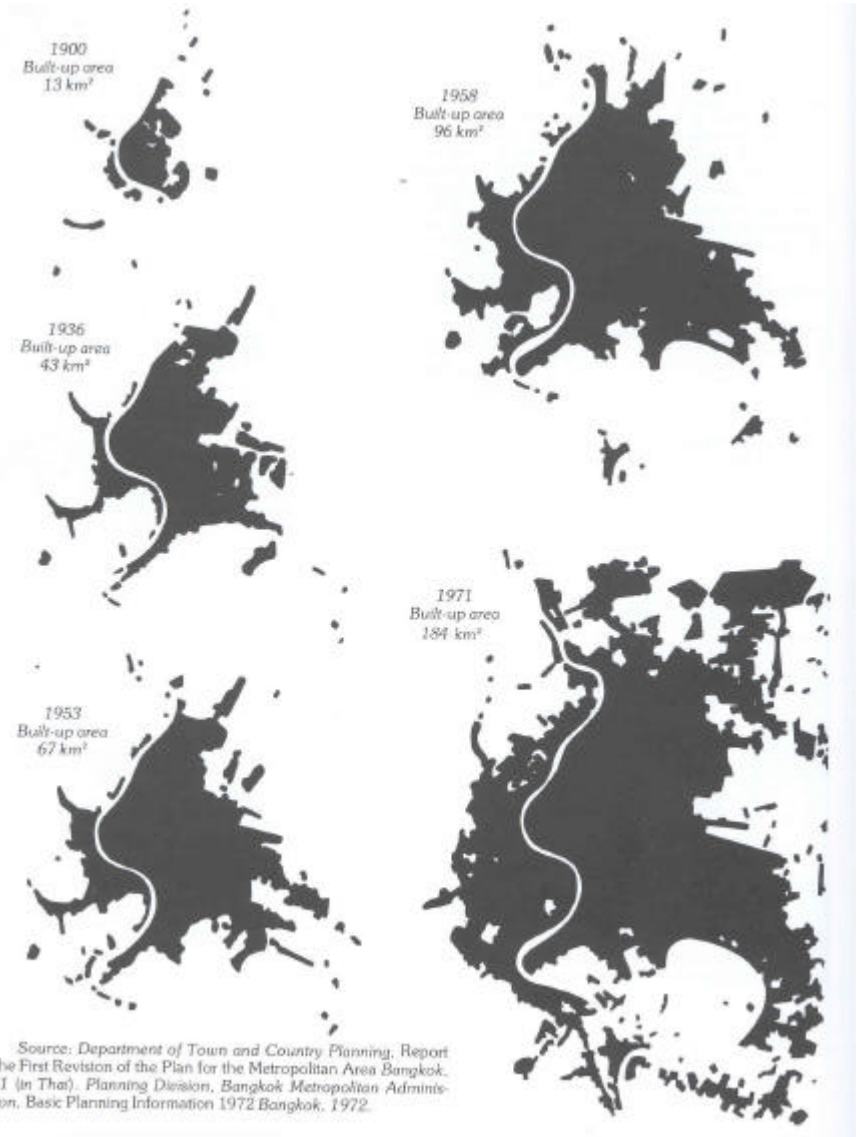 1900
Built-up area
13 km²
1958
Built-up area
96 km²
1936
Built-up area
43 km²
1971
Built-up area
184 km²
1953
Built-up area
67 km²
Source: Department of Town and Country Planning, Report
he First Revision of the Plan for the Metropolitan Area Bangkok,
1 (in Thai). Planning Division, Bangkok Metropolitan Adminis-
on, Basic Planning Information 1972 Bangkok, 1972.